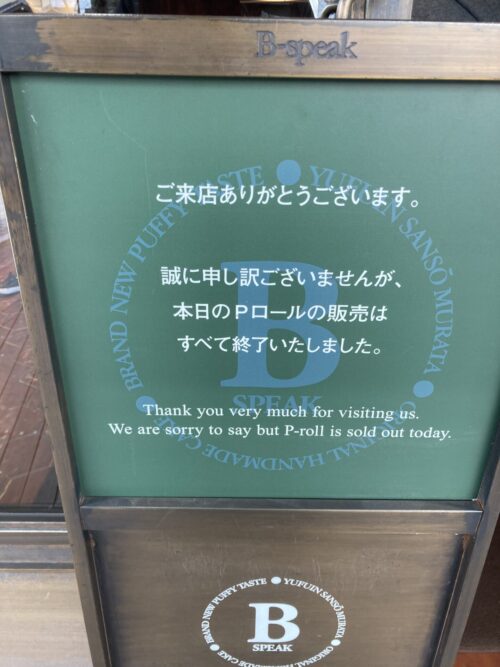 B-speak
ご来店ありがとうございます。
誠に申し訳ございませんが、
本日のPロールの販売は
すべて終了いたしました。
Thank you very much for visiting us.
We are sorry to say but P-roll is sold out today.
BRAND NEW PUFFY TASTE ● YUFUIN SANSŌ MURATA ● ORIGINAL HANDMADE CAKE ●
B
SPEAK
BRAND NEW PUFFY TASTE ● YUFUIN SANSŌ MURATA ● ORIGINAL HANDMADE CAKE ●
B
SPEAK